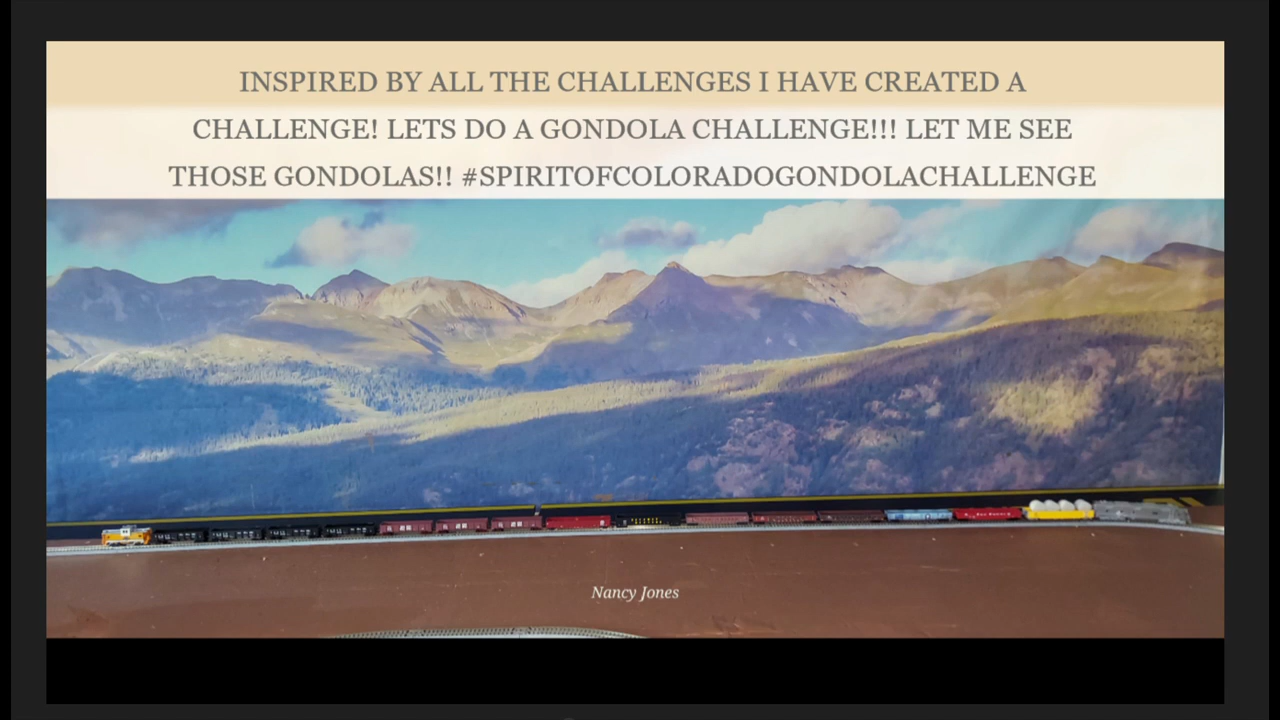 INSPIRED BY ALL THE CHALLENGES I HAVE CREATED A
CHALLENGE! LETS DO A GONDOLA CHALLENGE!!! LET ME SEE
THOSE GONDOLAS!! #SPIRITOFCOLORADOGONDOLACHALLENGE
Nancy Jones